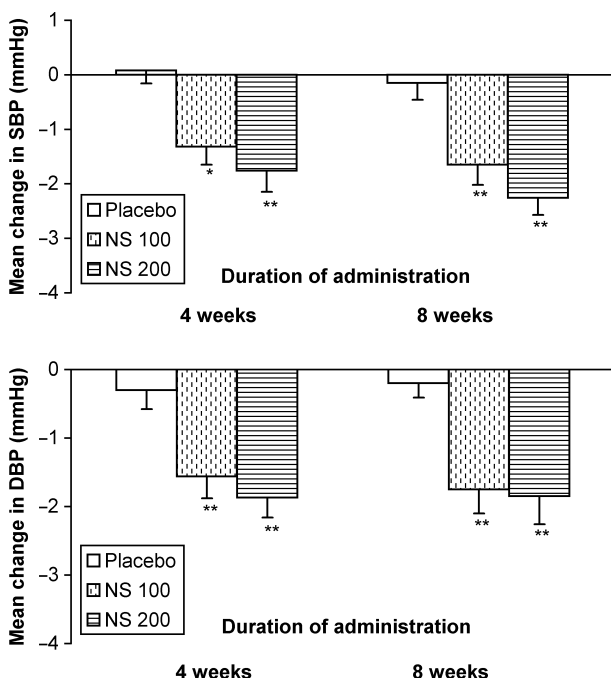 Mean change in SBP (mmHg)
1
0
−1
−2
−3
−4
*
**
**
**
Placebo
NS 100
NS 200
Duration of administration
4 weeks
8 weeks
Mean change in DBP (mmHg)
0
−1
−2
−3
−4
**
**
**
**
Placebo
NS 100
NS 200
Duration of administration
4 weeks
8 weeks